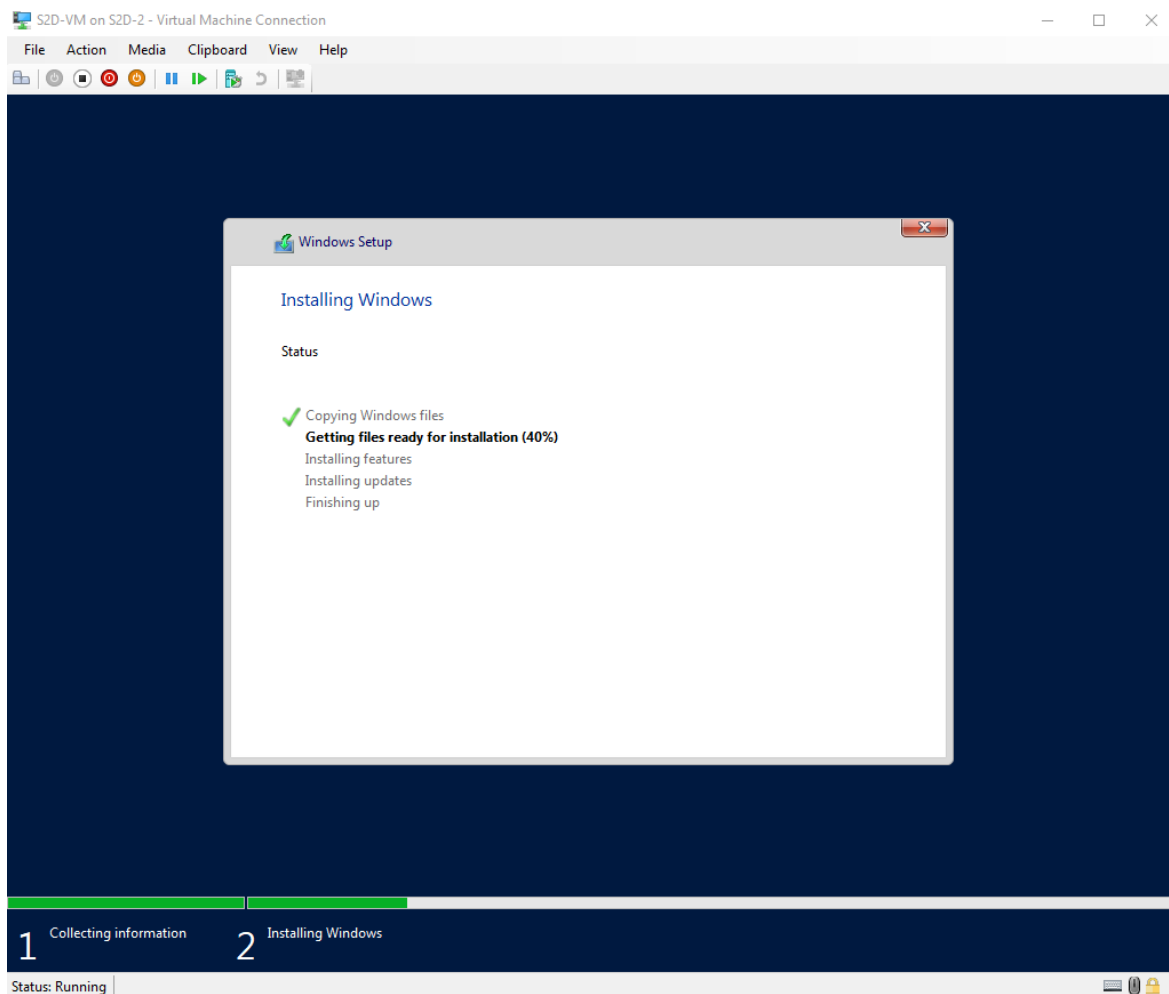 S2D-VM on S2D-2 - Virtual Machine Connection
File Action Media Clipboard View Help
Windows Setup
Installing Windows
Status
Copying Windows files
Getting files ready for installation (40%)
Installing features
Installing updates
Finishing up
1 Collecting information 2 Installing Windows
Status: Running